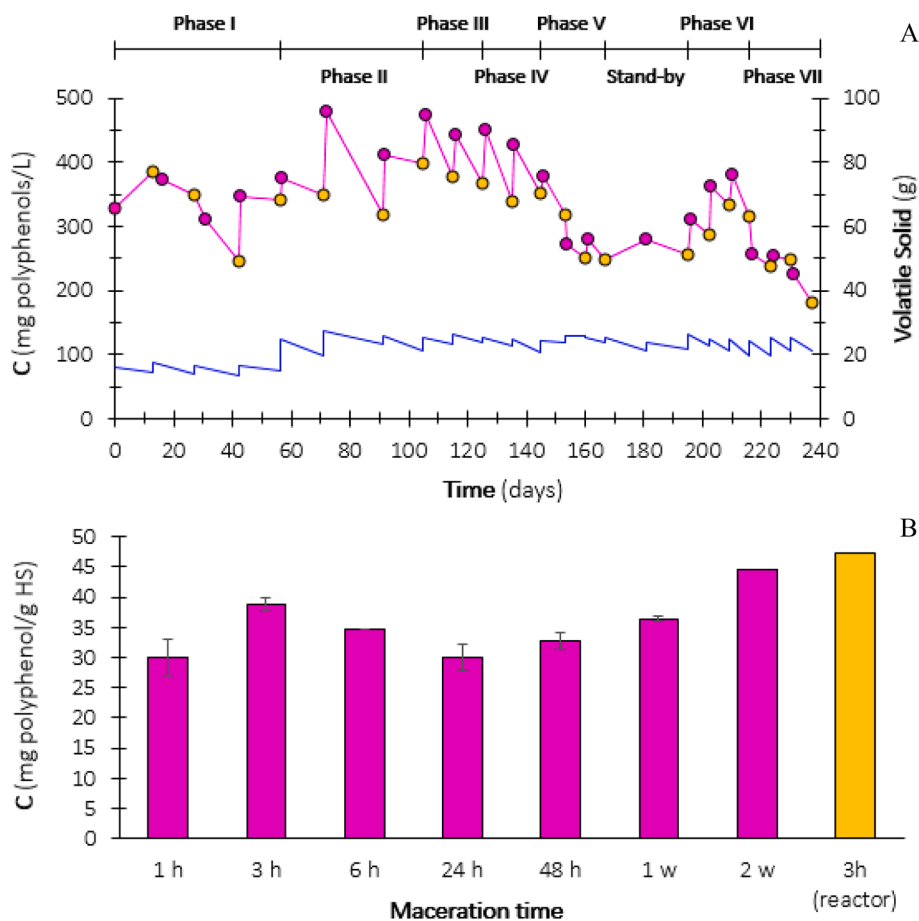 Phase I Phase III Phase V Phase VI A
Phase II Phase IV Stand-by Phase VII
500 100
400 80
300 60
200 40
100 20
0 0
C (mg polyphenols/L)
Volatile Solid (g)
0 20 40 60 80 100 120 140 160 180 200 220 240
Time (days)
B
50
45
40
35
30
25
20
15
10
5
0
C (mg polyphenol/g HS)
1 h 3 h 6 h 24 h 48 h 1 w 2 w 3h
(reactor)
Maceration time